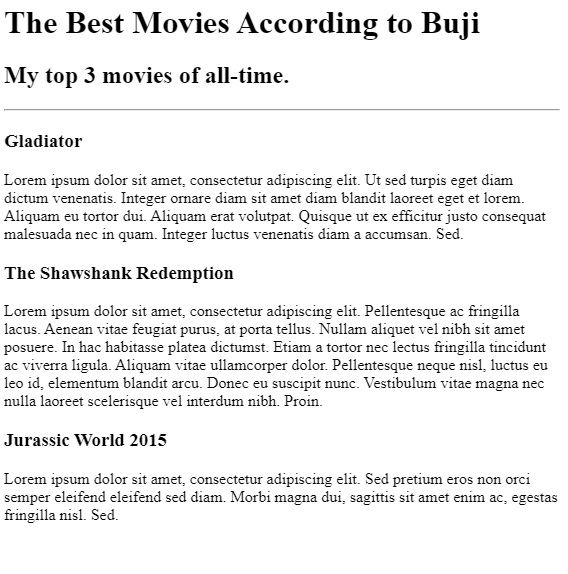 The Best Movies According to Buji
My top 3 movies of all-time.
Gladiator
Lorem ipsum dolor sit amet, consectetur adipiscing elit. Ut sed turpis eget diam
dictum venenatis. Integer ornare diam sit amet diam blandit laoreet eget et lorem.
Aliquam eu tortor dui. Aliquam erat volutpat. Quisque ut ex efficitur justo consequat
malesuada nec in quam. Integer luctus venenatis diam a accumsan. Sed.
The Shawshank Redemption
Lorem ipsum dolor sit amet, consectetur adipiscing elit. Pellentesque ac fringilla
lacus. Aenean vitae feugiat purus, at porta tellus. Nullam aliquet vel nibh sit amet
posuere. In hac habitasse platea dictumst. Etiam a tortor nec lectus fringilla tincidunt
ac viverra ligula. Aliquam vitae ullamcorper dolor. Pellentesque neque nisl, luctus eu
leo id, elementum blandit arcu. Donec eu suscipit nunc. Vestibulum vitae magna nec
nulla laoreet scelerisque vel interdum nibh. Proin.
Jurassic World 2015
Lorem ipsum dolor sit amet, consectetur adipiscing elit. Sed pretium eros non orci
semper eleifend eleifend sed diam. Morbi magna dui, sagittis sit amet enim ac, egestas
fringilla nisl. Sed.